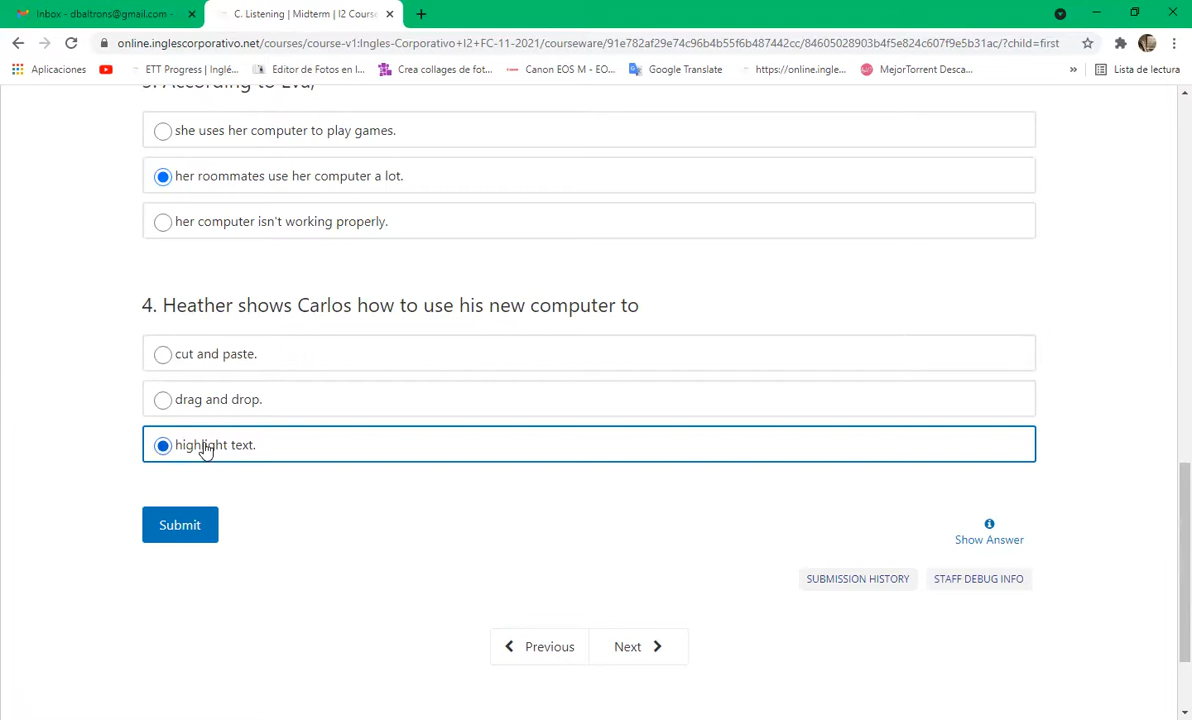 Inbox - dbaltrons@gmail.com -
C. Listening | Midterm | I2 Course
online.inglescorporativo.net/courses/course-v1:Ingles-Corporativo+I2+FC-11-2021/courseware/91e782af29e74c96b4b55f6b487442cc/84605028903b4f5e824c607f9e5b31ac/?child=first
Aplicaciones ETT Progress | Inglé... Editor de Fotos en l... Crea collages de fot... Canon EOS M - EO... Google Translate https://online.ingle... MejorTorrent Desca... » Lista de lectura
3. According to Eva,
she uses her computer to play games.
her roommates use her computer a lot.
her computer isn't working properly.
4. Heather shows Carlos how to use his new computer to
cut and paste.
drag and drop.
highlight text.
Submit
Show Answer
SUBMISSION HISTORY STAFF DEBUG INFO
Previous Next